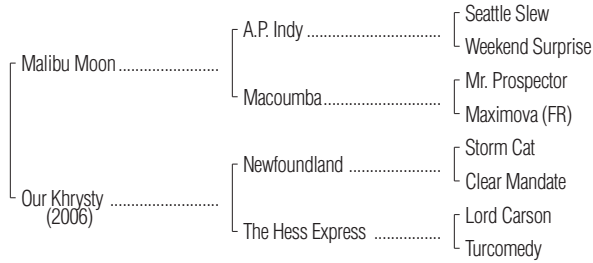 Malibu Moon
Our Khrysty
(2006)
A.P. Indy
Macoumba
Newfoundland
The Hess Express
Seattle Slew
Weekend Surprise
Mr. Prospector
Maximova (FR)
Storm Cat
Clear Mandate
Lord Carson
Turcomedy